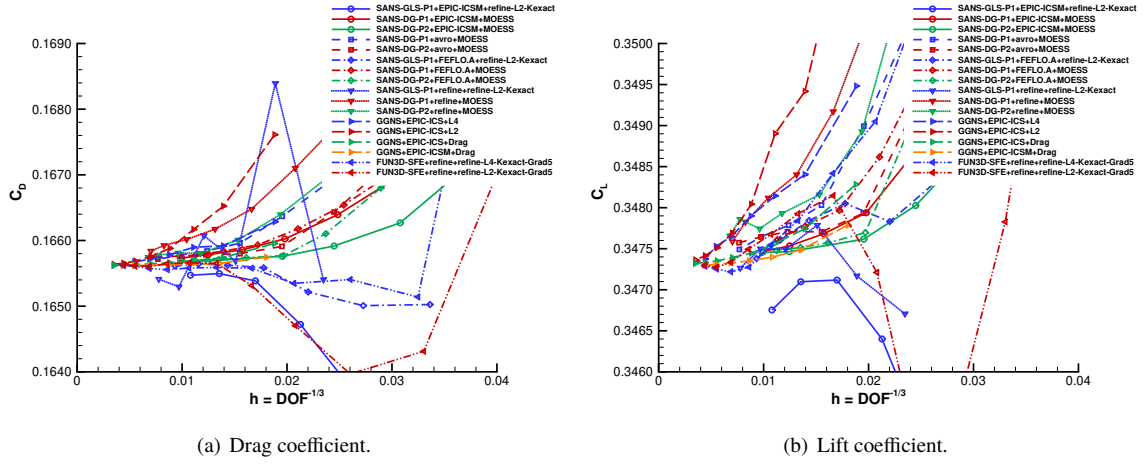 SANS-GLS-P1+EPIC-ICSM+refine-L2-Kexact
SANS-DG-P1+EPIC-ICSM+MOESS
SANS-DG-P2+EPIC-ICSM+MOESS
SANS-DG-P1+avro+MOESS
SANS-DG-P2+avro+MOESS
SANS-GLS-P1+FEFLO.A+refine-L2-Kexact
SANS-DG-P1+FEFLO.A+MOESS
SANS-DG-P2+FEFLO.A+MOESS
SANS-GLS-P1+refine+refine-L2-Kexact
SANS-DG-P1+refine+MOESS
SANS-DG-P2+refine+MOESS
GGNS+EPIC-ICS+L4
GGNS+EPIC-ICS+L2
GGNS+EPIC-ICS+Drag
GGNS+EPIC-ICSM+Drag
FUN3D-SFE+refine+refine-L4-Kexact-Grad5
FUN3D-SFE+refine+refine-L2-Kexact-Grad5
0.1690
0.1680
0.1670
0.1660
0.1650
0.1640
C_D
0
0.01
0.02
0.03
0.04
h = DOF^-1/3
(a) Drag coefficient.
SANS-GLS-P1+EPIC-ICSM+refine-L2-Kexact
SANS-DG-P1+EPIC-ICSM+MOESS
SANS-DG-P2+EPIC-ICSM+MOESS
SANS-DG-P1+avro+MOESS
SANS-DG-P2+avro+MOESS
SANS-GLS-P1+FEFLO.A+refine-L2-Kexact
SANS-DG-P1+FEFLO.A+MOESS
SANS-DG-P2+FEFLO.A+MOESS
SANS-GLS-P1+refine+refine-L2-Kexact
SANS-DG-P1+refine+MOESS
SANS-DG-P2+refine+MOESS
GGNS+EPIC-ICS+L4
GGNS+EPIC-ICS+L2
GGNS+EPIC-ICS+Drag
GGNS+EPIC-ICSM+Drag
FUN3D-SFE+refine+refine-L4-Kexact-Grad5
FUN3D-SFE+refine+refine-L2-Kexact-Grad5
0.3500
0.3495
0.3490
0.3485
0.3480
0.3475
0.3470
0.3465
0.3460
C_L
0
0.01
0.02
0.03
0.04
h = DOF^-1/3
(b) Lift coefficient.